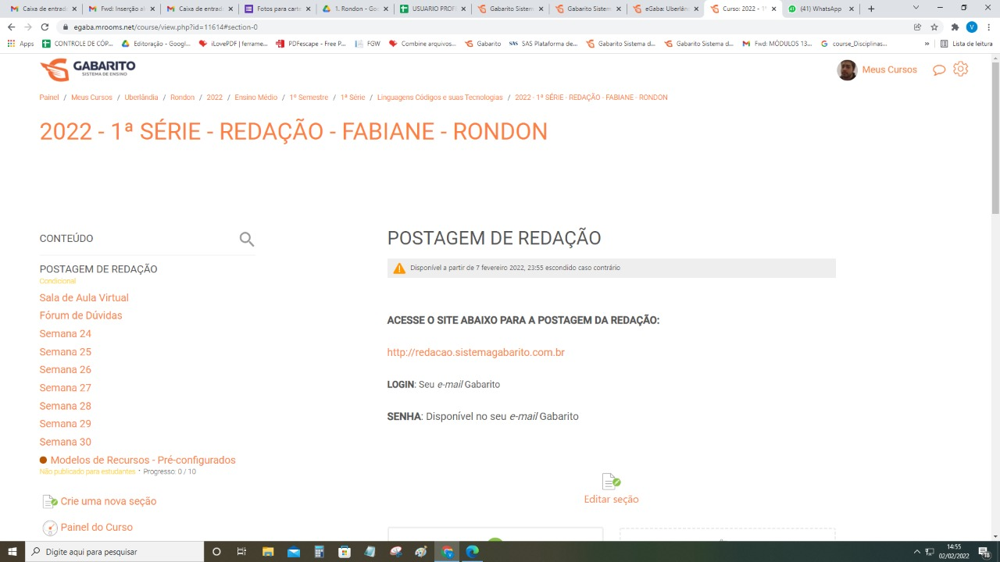 Caixa de entrad
Férias.Interclass
Caixa de entrad
Fotos para carte
1. Rondon - Goo
USUARIO PROFE
Gabarito Sistem
Gabarito Sistem
eGaba: Uberlân
Curso: 2022 - 1ª
(41) WhatsApp
egaba.mrooms.net/course/view.php?id=11614#section-0
Apps
CONTROLE DE CÓP...
Editoração - Googl...
iLovePDF | ferrame...
PDFescape - Free P...
FGW
Combine arquivos...
Gabarito
SAS Plataforma de...
Gabarito Sistema d...
Gabarito Sistema d...
Fwd: MÓDULOS 13...
course_Disciplinas...
»
Lista de leitura
GABARITO
SISTEMA DE ENSINO
Meus Cursos
Painel / Meus Cursos / Uberlândia / Rondon / 2022 / Ensino Médio / 1º Semestre / 1ª Série / Linguagens Códigos e suas Tecnologias / 2022 - 1ª SÉRIE - REDAÇÃO - FABIANE - RONDON
2022 - 1ª SÉRIE - REDAÇÃO - FABIANE - RONDON
CONTEÚDO
POSTAGEM DE REDAÇÃO
Condicional
Sala de Aula Virtual
Fórum de Dúvidas
Semana 24
Semana 25
Semana 26
Semana 27
Semana 28
Semana 29
Semana 30
Modelos de Recursos - Pré-configurados
Não publicado para estudantes · Progresso: 0 / 10
Crie uma nova seção
Painel do Curso
POSTAGEM DE REDAÇÃO
Disponível a partir de 7 fevereiro 2022, 23:55 escondido caso contrário
ACESSE O SITE ABAIXO PARA A POSTAGEM DA REDAÇÃO:
http://redacao.sistemagabarito.com.br
LOGIN: Seu e-mail Gabarito
SENHA: Disponível no seu e-mail Gabarito
Editar seção
Digite aqui para pesquisar
14:55
02/02/2022